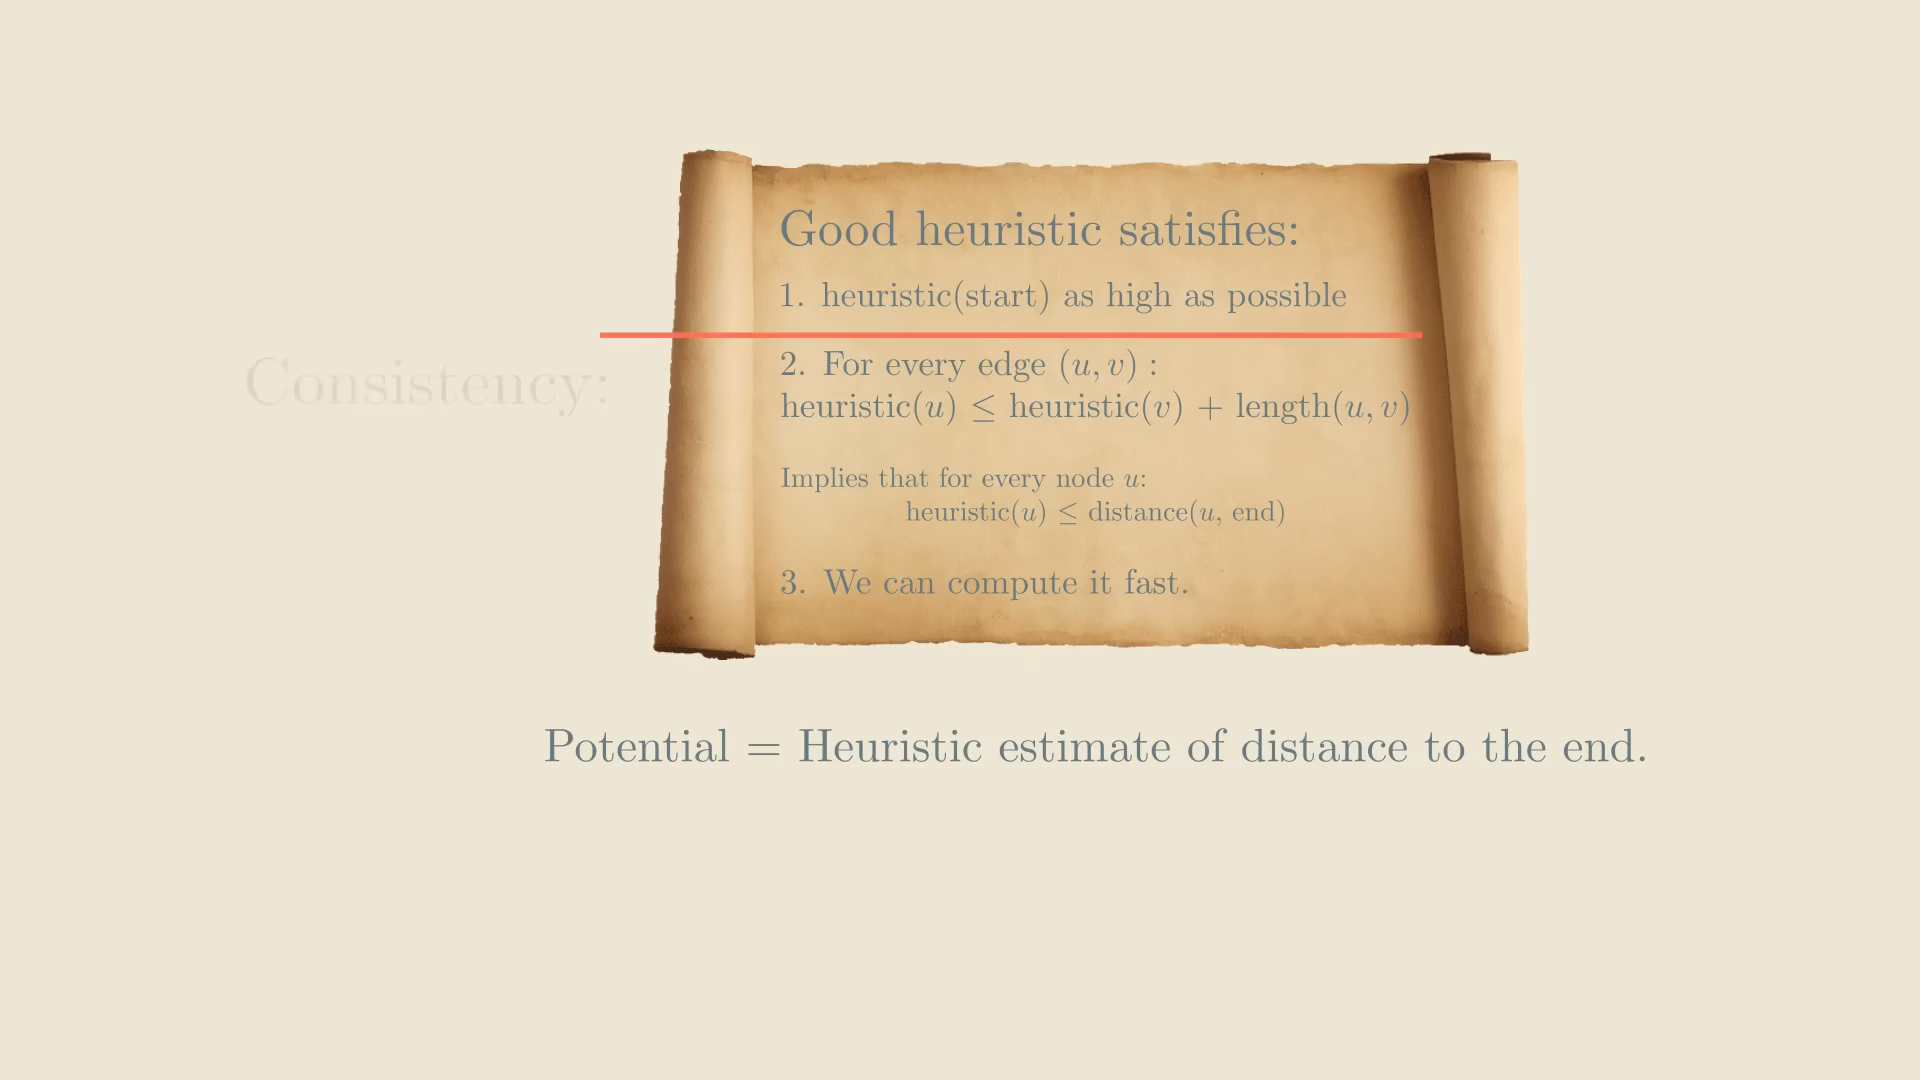 Good heuristic satisfies:
1. heuristic(start) as high as possible
Consistency:
2. For every edge (u, v) :
heuristic(u) ≤ heuristic(v) + length(u, v)
Implies that for every node u:
heuristic(u) ≤ distance(u, end)
3. We can compute it fast.
Potential = Heuristic estimate of distance to the end.